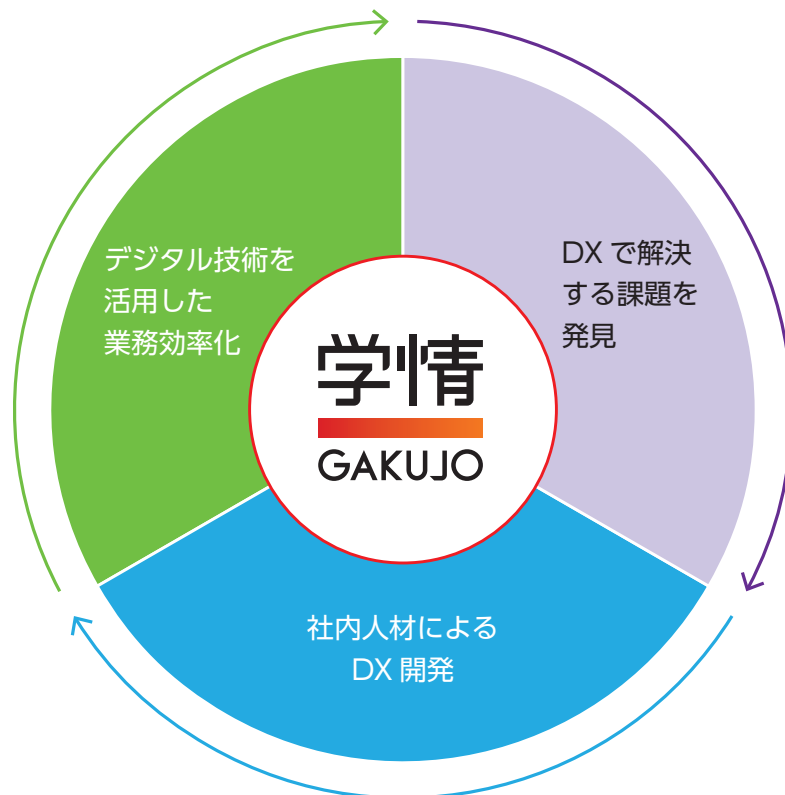 デジタル技術を
活用した
業務効率化
DX で解決
する課題を
発見
学情
GAKUJO
社内人材による
DX 開発